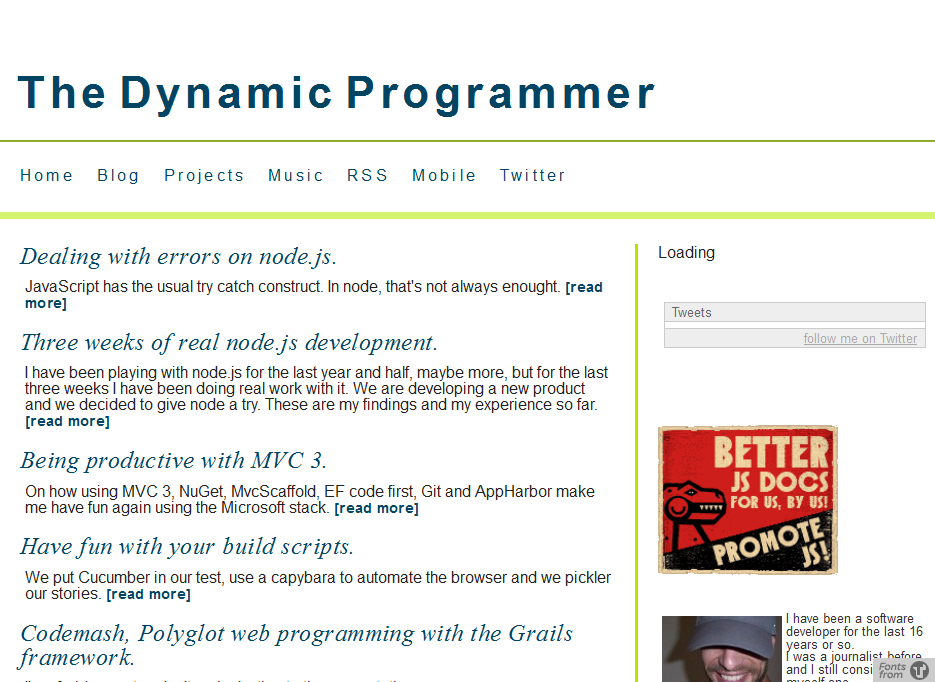 The Dynamic Programmer
Home Blog Projects Music RSS Mobile Twitter
Dealing with errors on node.js.
JavaScript has the usual try catch construct. In node, that's not always enought. [read
more]
Three weeks of real node.js development.
I have been playing with node.js for the last year and half, maybe more, but for the last
three weeks I have been doing real work with it. We are developing a new product
and we decided to give node a try. These are my findings and my experience so far.
[read more]
Being productive with MVC 3.
On how using MVC 3, NuGet, MvcScaffold, EF code first, Git and AppHarbor make
me have fun again using the Microsoft stack. [read more]
Have fun with your build scripts.
We put Cucumber in our test, use a capybara to automate the browser and we pickler
our stories. [read more]
Codemash, Polyglot web programming with the Grails
framework.
Loading
Tweets
follow me on Twitter
BETTER
JS DOCS
FOR US, BY US!
PROMOTE
JS!
I have been a software
developer for the last 16
years or so.
I was a journalist before
and I still consi
myself one
Fonts
from